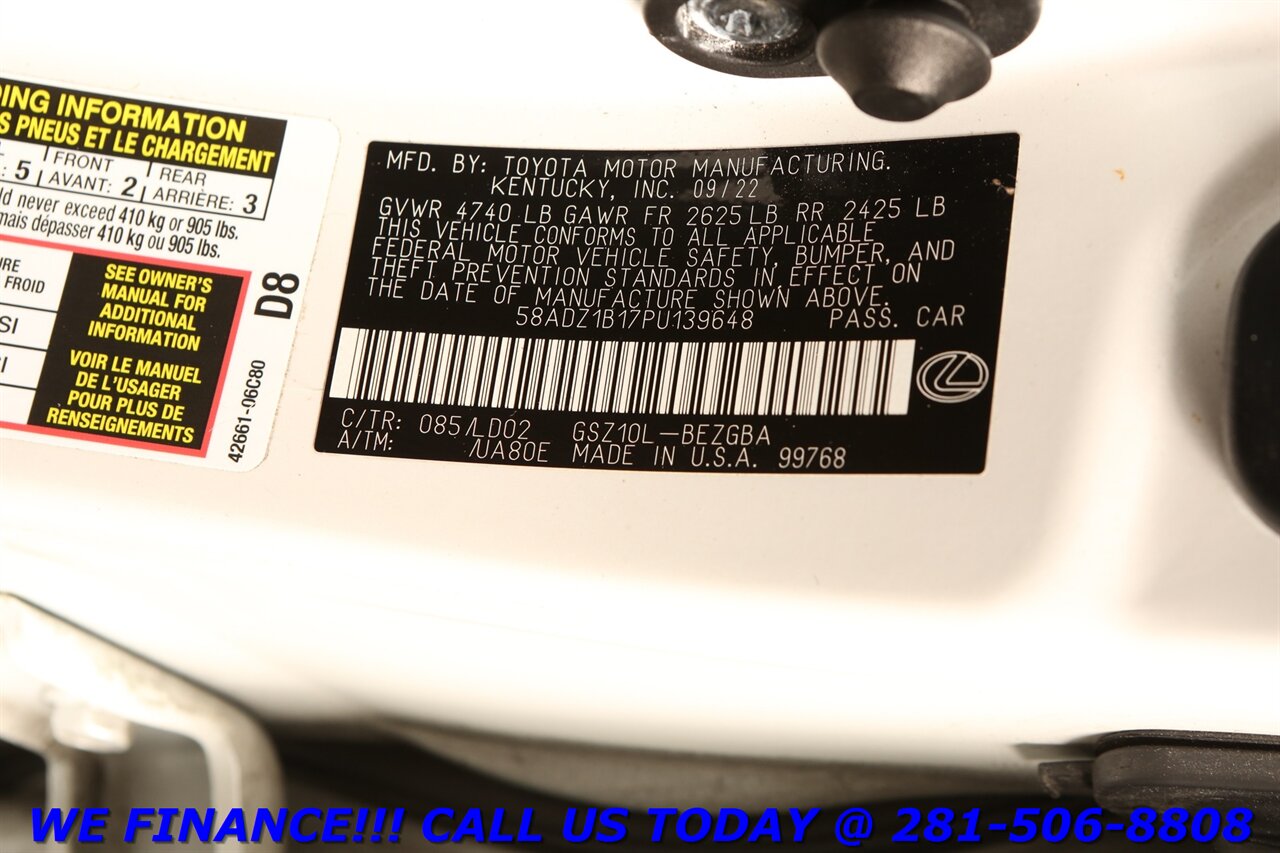 DING INFORMATION
S PNEUS ET LE CHARGEMENT
: 5 FRONT REAR
AVANT: 2 ARRIÈRE: 3
ld never exceed 410 kg or 905 lbs.
mais dépasser 410 kg ou 905 lbs.
URE
FROID
SI
I
SEE OWNER'S
MANUAL FOR
ADDITIONAL
INFORMATION
VOIR LE MANUEL
DE L'USAGER
POUR PLUS DE
RENSEIGNEMENTS
D8
42661-06C80
MFD. BY: TOYOTA MOTOR MANUFACTURING.
KENTUCKY, INC. 09/22
GVWR 4740 LB GAWR FR 2625 LB RR 2425 LB
THIS VEHICLE CONFORMS TO ALL APPLICABLE
FEDERAL MOTOR VEHICLE SAFETY, BUMPER, AND
THEFT PREVENTION STANDARDS IN EFFECT ON
THE DATE OF MANUFACTURE SHOWN ABOVE.
58ADZ1B17PU139648 PASS. CAR
C/TR: 085/LD02 GSZ10L-BEZGBA
A/TM: /UA80E MADE IN U.S.A. 99768
WE FINANCE!!! CALL US TODAY @ 281-506-8808